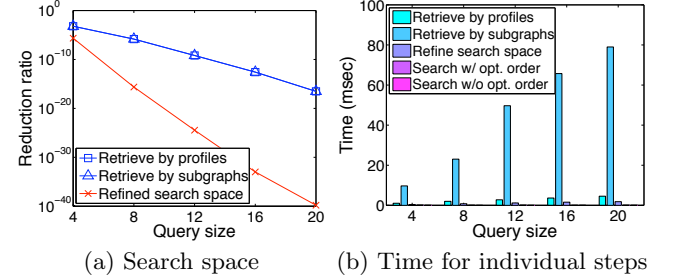 10^0
10^-10
10^-20
10^-30
10^-40
Reduction ratio
Retrieve by profiles
Retrieve by subgraphs
Refined search space
4 8 12 16 20
Query size
(a) Search space
100
80
60
40
20
0
Time (msec)
Retrieve by profiles
Retrieve by subgraphs
Refine search space
Search w/ opt. order
Search w/o opt. order
4 8 12 16 20
Query size
(b) Time for individual steps